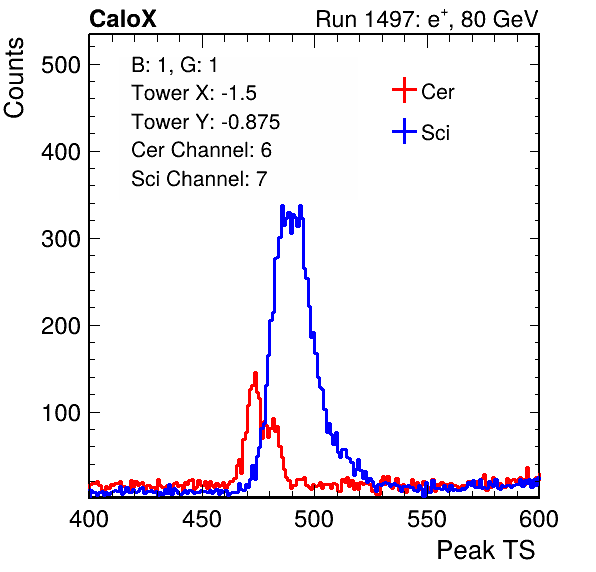 CaloX Run 1497: e⁺, 80 GeV
Counts
500
400
300
200
100
B: 1, G: 1
Tower X: -1.5
Tower Y: -0.875
Cer Channel: 6
Sci Channel: 7
Cer
Sci
400 450 500 550 600
Peak TS